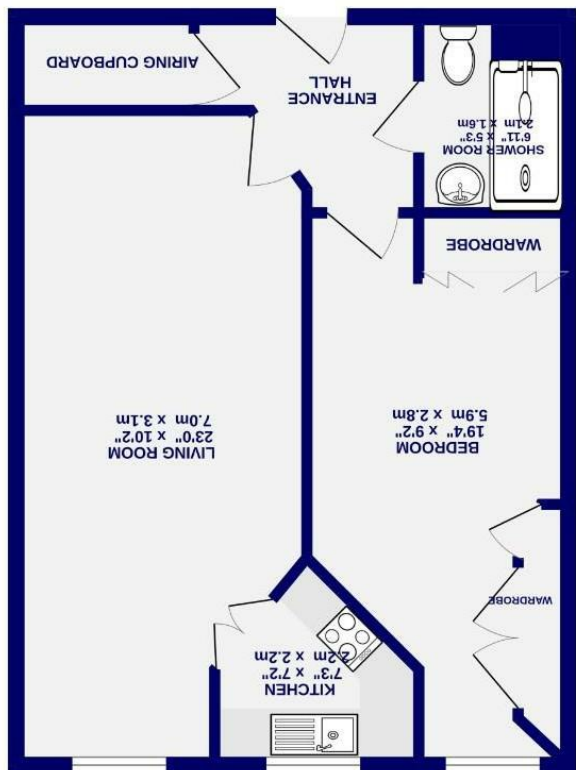 KITCHEN
7'3" x 7'2"
2.2m x 2.2m
WARDROBE
BEDROOM
19'4" x 9'2"
5.9m x 2.8m
LIVING ROOM
23'0" x 10'2"
7.0m x 3.1m
WARDROBE
SHOWER ROOM
6'11" x 5'3"
2.1m x 1.6m
ENTRANCE
HALL
AIRING CUPBOARD